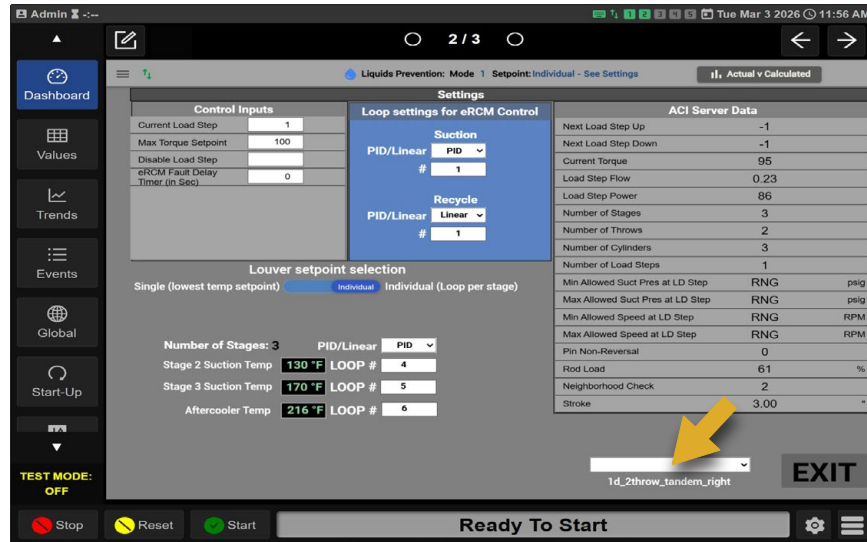 Admin -:--
1 2 3 4 5 Tue Mar 3 2026 11:56 AM
2 / 3
Dashboard
Values
Trends
Events
Global
Start-Up
TEST MODE:
OFF
Liquids Prevention: Mode 1 Setpoint: Individual - See Settings
Actual v Calculated
Settings
Control Inputs
Current Load Step 1
Max Torque Setpoint 100
Disable Load Step
eRCM Fault Delay
Timer (in Sec) 0
Loop settings for eRCM Control
Suction
PID/Linear PID
# 1
Recycle
PID/Linear Linear
# 1
ACI Server Data
Next Load Step Up -1
Next Load Step Down -1
Current Torque 95
Load Step Flow 0.23
Load Step Power 86
Number of Stages 3
Number of Throws 2
Number of Cylinders 3
Number of Load Steps 1
Min Allowed Suct Pres at LD Step RNG psig
Max Allowed Suct Pres at LD Step RNG psig
Min Allowed Speed at LD Step RNG RPM
Max Allowed Speed at LD Step RNG RPM
Pin Non-Reversal 0
Rod Load 61 %
Neighborhood Check 2
Stroke 3.00 "
Louver setpoint selection
Single (lowest temp setpoint) Individual Individual (Loop per stage)
Number of Stages: 3 PID/Linear PID
Stage 2 Suction Temp 130 °F LOOP # 4
Stage 3 Suction Temp 170 °F LOOP # 5
Aftercooler Temp 216 °F LOOP # 6
1d_2throw_tandem_right
EXIT
Stop
Reset
Start
Ready To Start